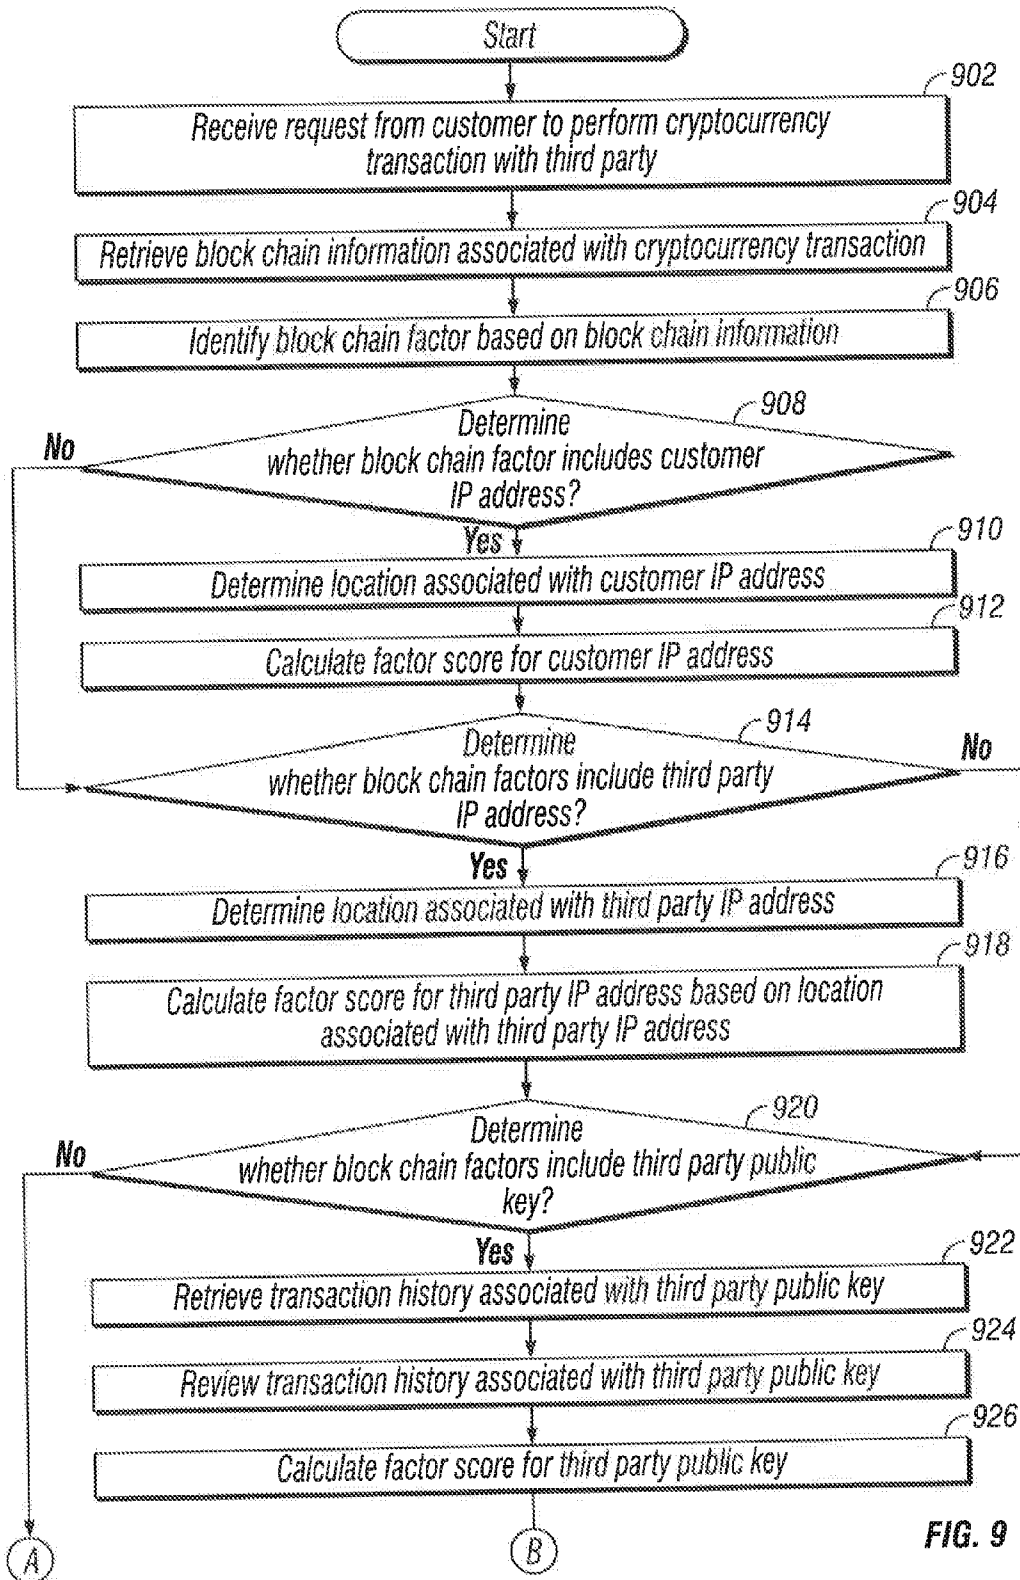 Start
902
Receive request from customer to perform cryptocurrency
transaction with third party
904
Retrieve block chain information associated with cryptocurrency transaction
906
Identify block chain factor based on block chain information
908
Determine
whether block chain factor includes customer
IP address?
No
Yes
910
Determine location associated with customer IP address
912
Calculate factor score for customer IP address
914
Determine
whether block chain factors include third party
IP address?
No
Yes
916
Determine location associated with third party IP address
918
Calculate factor score for third party IP address based on location
associated with third party IP address
920
Determine
whether block chain factors include third party public
key?
No
Yes
922
Retrieve transaction history associated with third party public key
924
Review transaction history associated with third party public key
926
Calculate factor score for third party public key
A
B
FIG. 9